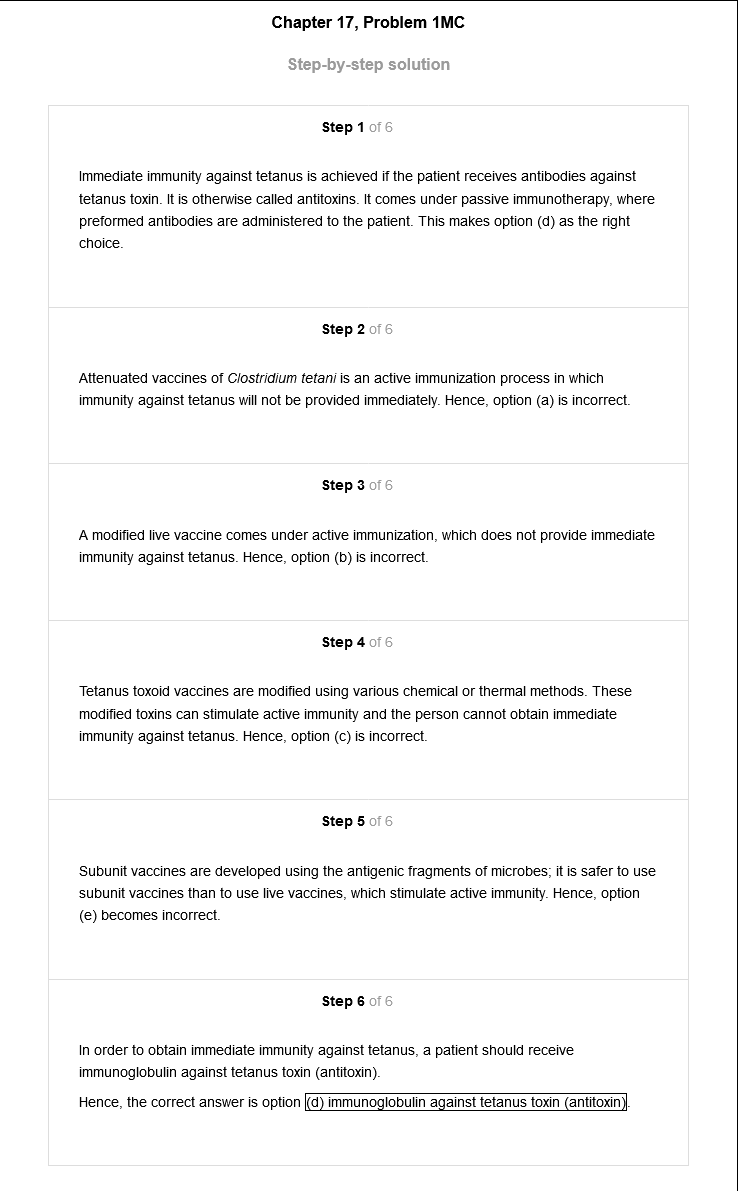 Chapter 17, Problem 1MC
Step-by-step solution
Step 1 of 6
Immediate immunity against tetanus is achieved if the patient receives antibodies against
tetanus toxin. It is otherwise called antitoxins. It comes under passive immunotherapy, where
preformed antibodies are administered to the patient. This makes option (d) as the right
choice.
Step 2 of 6
Attenuated vaccines of Clostridium tetani is an active immunization process in which
immunity against tetanus will not be provided immediately. Hence, option (a) is incorrect.
Step 3 of 6
A modified live vaccine comes under active immunization, which does not provide immediate
immunity against tetanus. Hence, option (b) is incorrect.
Step 4 of 6
Tetanus toxoid vaccines are modified using various chemical or thermal methods. These
modified toxins can stimulate active immunity and the person cannot obtain immediate
immunity against tetanus. Hence, option (c) is incorrect.
Step 5 of 6
Subunit vaccines are developed using the antigenic fragments of microbes; it is safer to use
subunit vaccines than to use live vaccines, which stimulate active immunity. Hence, option
(e) becomes incorrect.
Step 6 of 6
In order to obtain immediate immunity against tetanus, a patient should receive
immunoglobulin against tetanus toxin (antitoxin).
Hence, the correct answer is option (d) immunoglobulin against tetanus toxin (antitoxin).